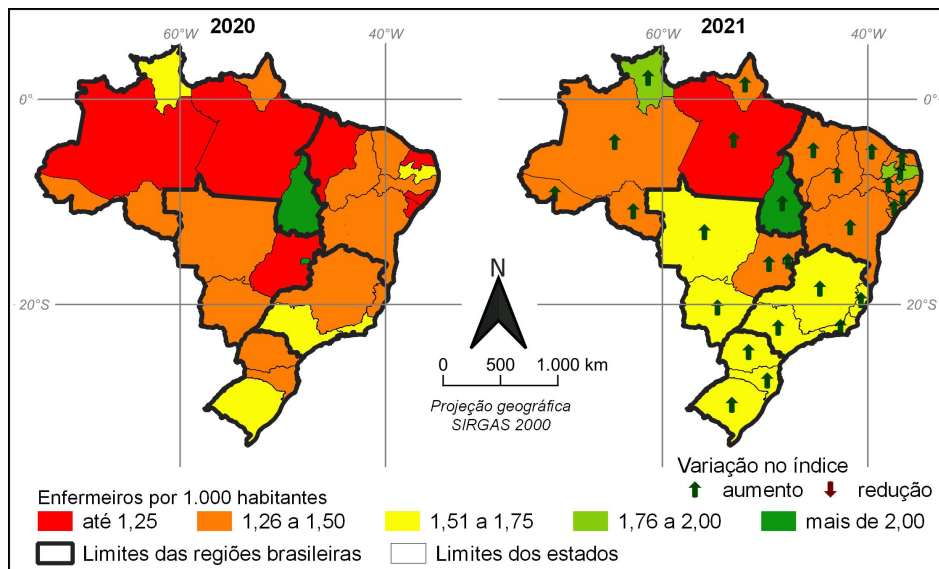 2020
2021
60°W
40°W
60°W
40°W
0°
0°
20°S
20°S
N
0 500 1.000 km
Projeção geográfica
SIRGAS 2000
Variação no índice
aumento redução
Enfermeiros por 1.000 habitantes
até 1,25 1,26 a 1,50 1,51 a 1,75 1,76 a 2,00 mais de 2,00
Limites das regiões brasileiras Limites dos estados